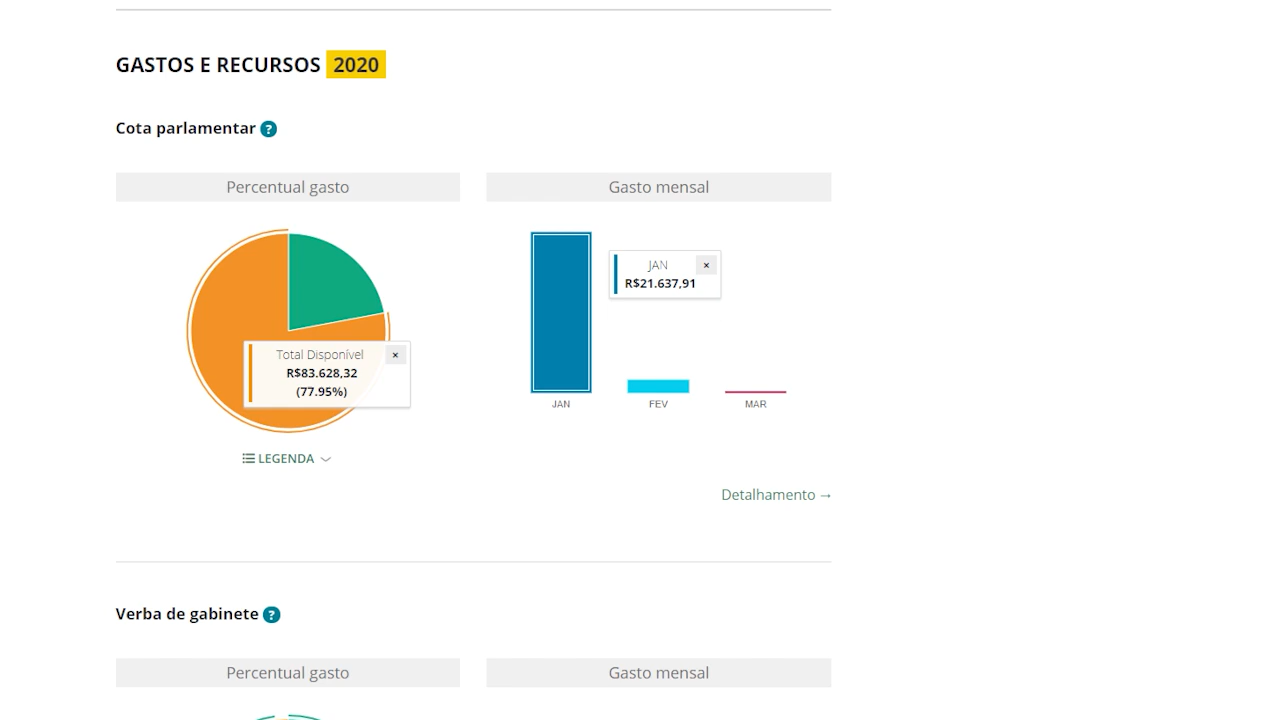 GASTOS E RECURSOS 2020
Cota parlamentar ?
Percentual gasto
Gasto mensal
Total Disponível ×
R$83.628,32
(77.95%)
LEGENDA
JAN ×
R$21.637,91
JAN FEV MAR
Detalhamento →
Verba de gabinete ?
Percentual gasto
Gasto mensal